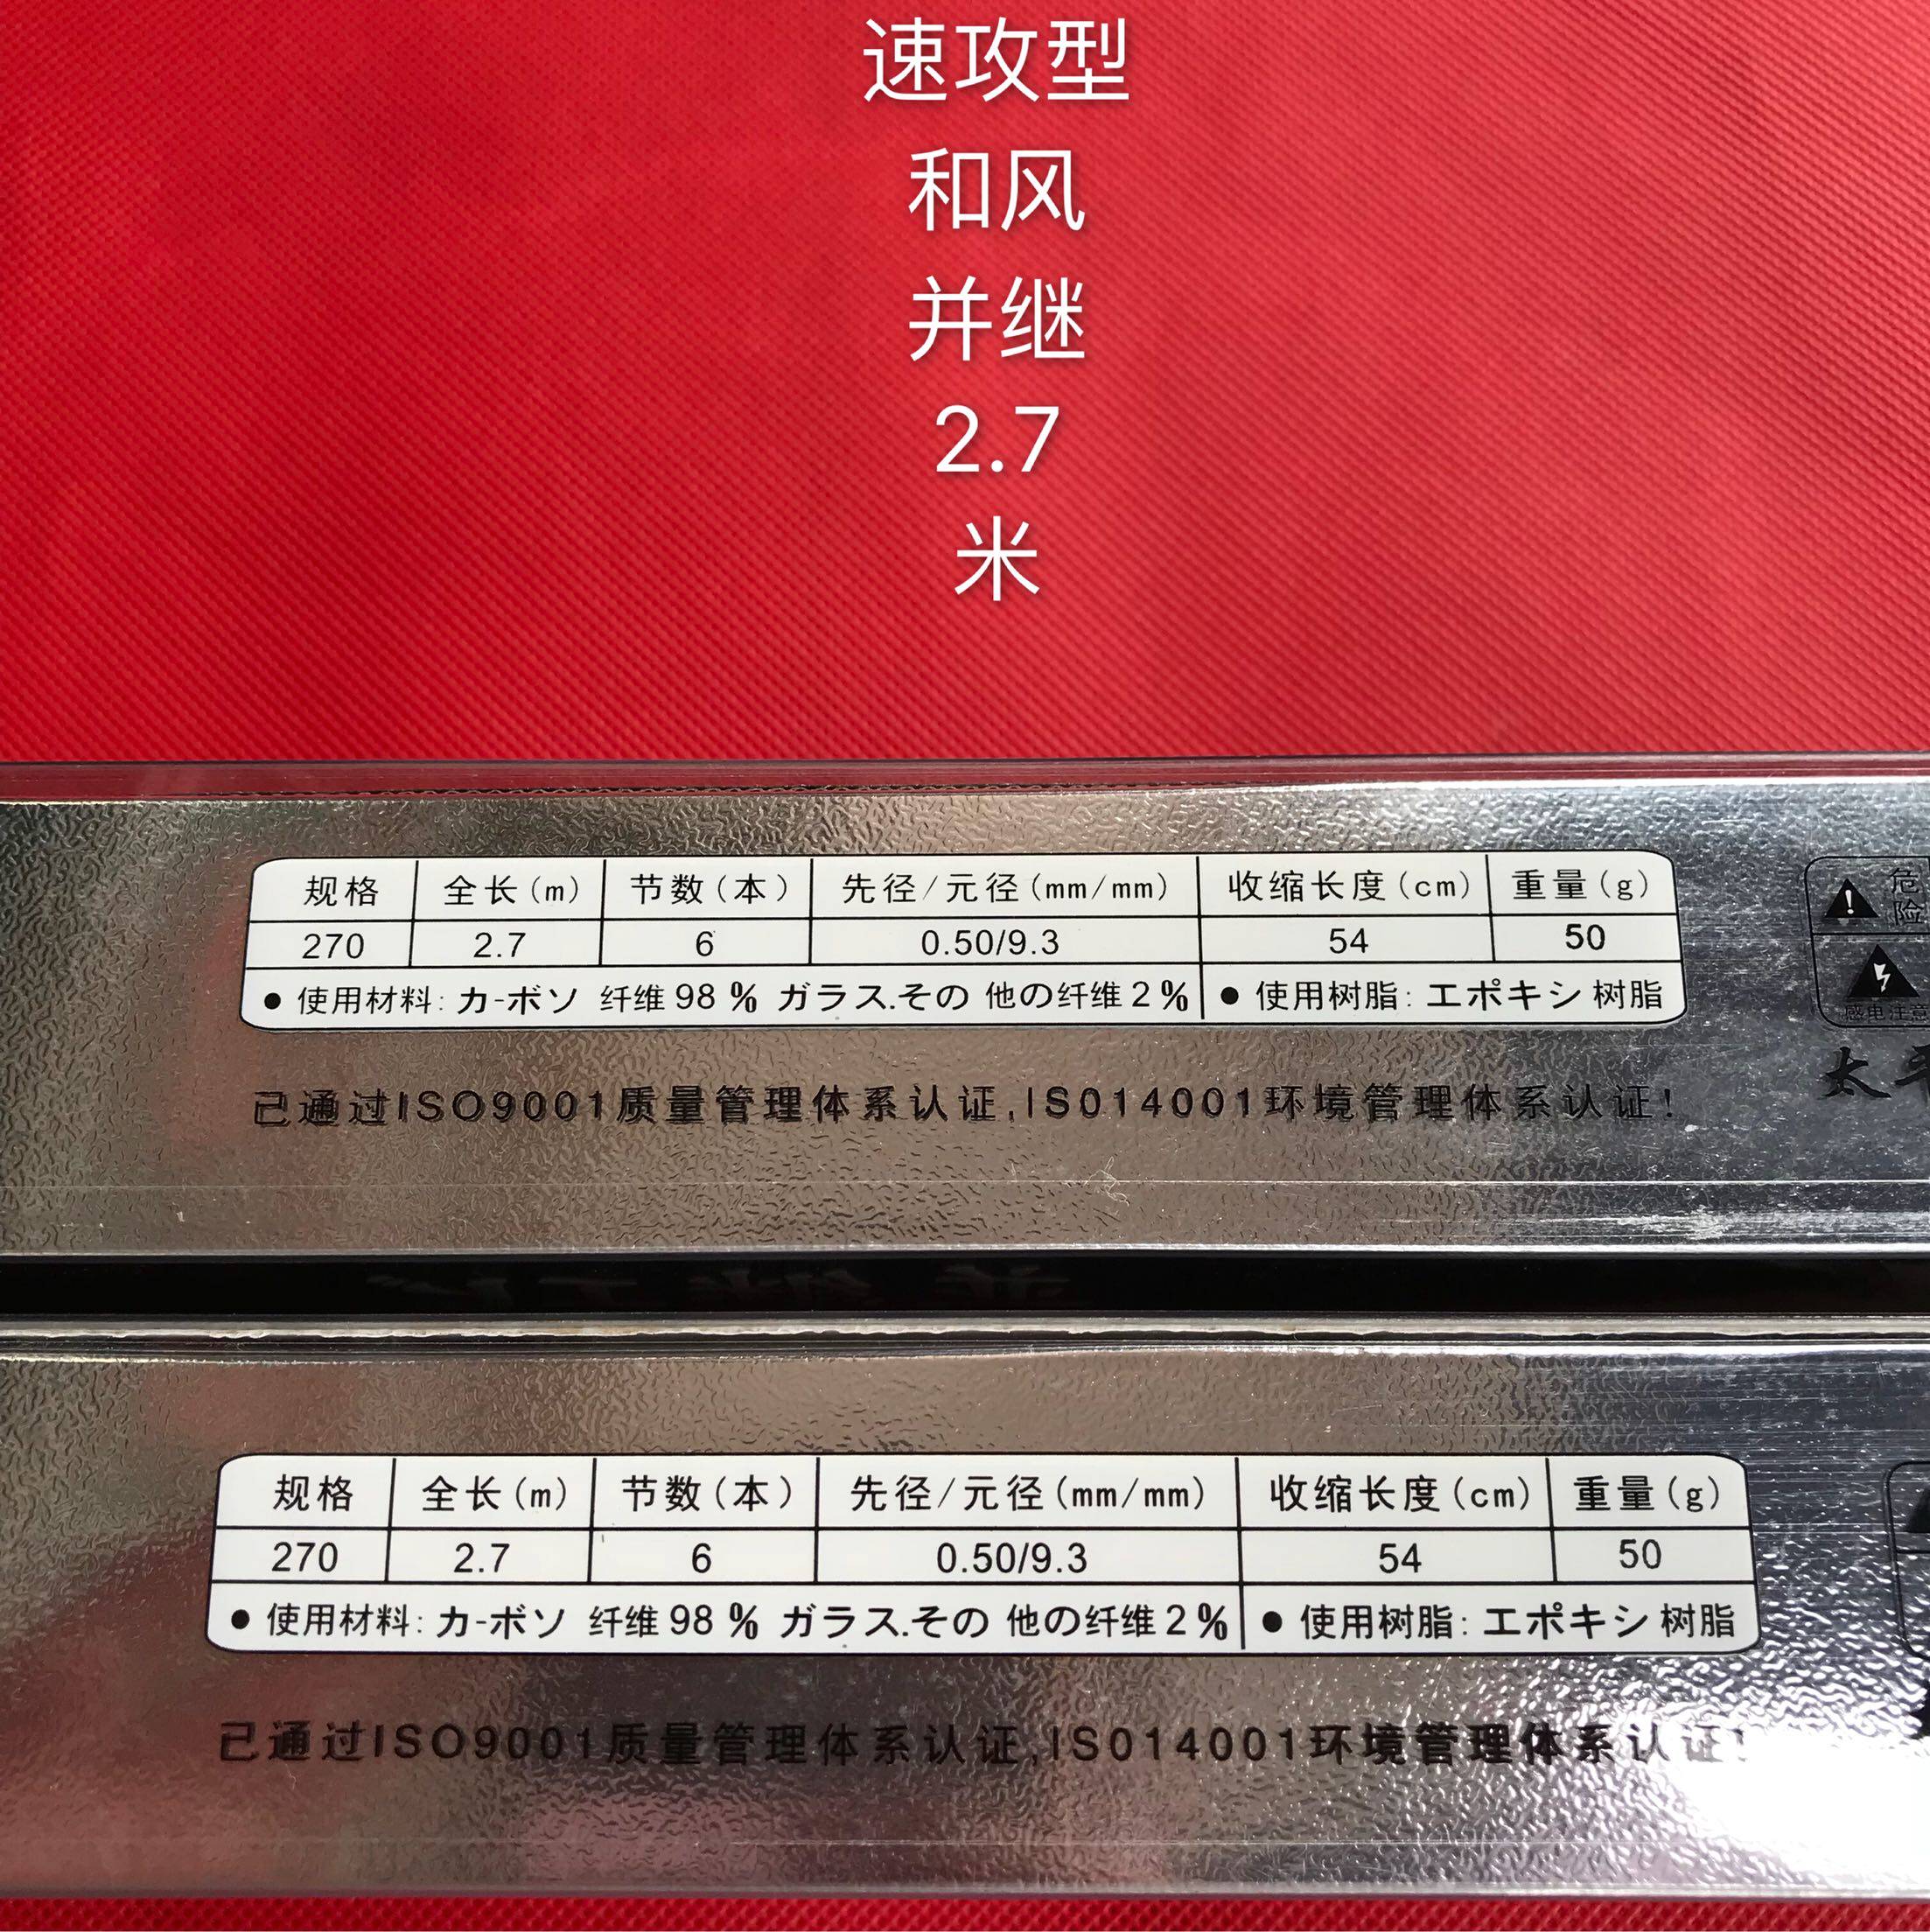 速攻型
和风
并继
2.7
米
规格 全长(m) 节数(本) 先径/元径(mm/mm) 收缩长度(cm) 重量(g)
270 2.7 6 0.50/9.3 54 50
● 使用材料: カ-ボソ 纤维 98 % ガラス.その 他の纤维 2 % ● 使用树脂: エポキシ 树脂
已通过ISO9001质量管理体系认证,IS014001环境管理体系认证!
危
险
感电注意
太平
规格 全长(m) 节数(本) 先径/元径(mm/mm) 收缩长度(cm) 重量(g)
270 2.7 6 0.50/9.3 54 50
● 使用材料: カ-ボソ 纤维 98 % ガラス.その 他の纤维 2 % ● 使用树脂: エポキシ 树脂
已通过ISO9001质量管理体系认证,IS014001环境管理体系认证!